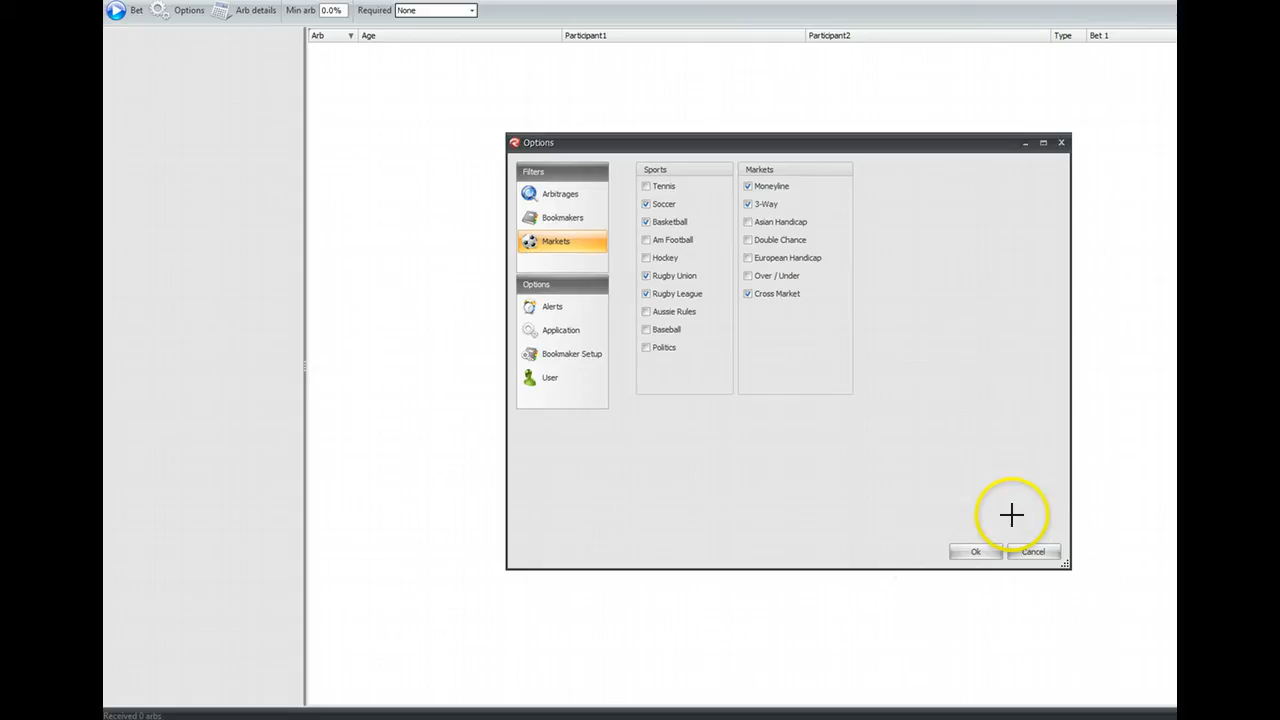 Bet Options Arb details Min arb 0.0% Required None
Arb Age Participant1 Participant2 Type Bet 1
Options
Filters
Arbitrages
Bookmakers
Markets
Options
Alerts
Application
Bookmaker Setup
User
Sports
Tennis
Soccer
Basketball
Am Football
Hockey
Rugby Union
Rugby League
Aussie Rules
Baseball
Politics
Markets
Moneyline
3-Way
Asian Handicap
Double Chance
European Handicap
Over / Under
Cross Market
Ok Cancel
Received 0 arbs